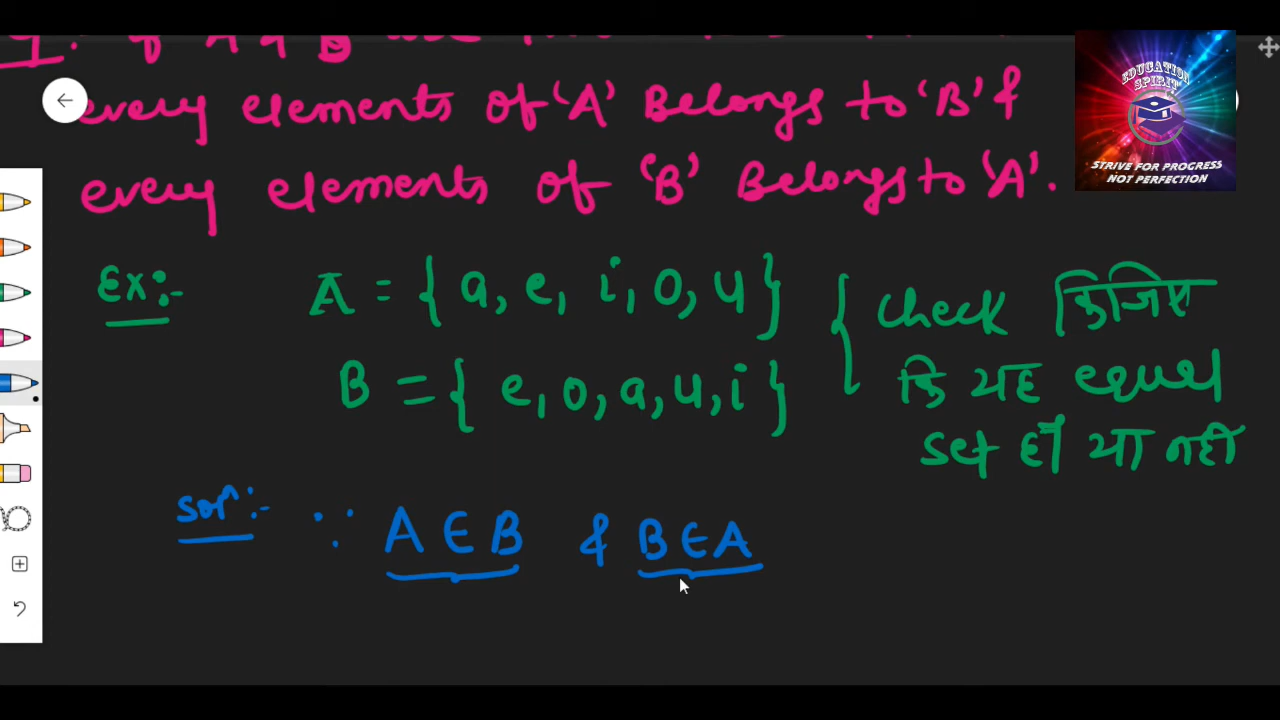 EDUCATION
SPIRIT
STRIVE FOR PROGRESS
NOT PERFECTION
every elements of 'A' Belongs to 'B' &
every elements of 'B' Belongs to 'A'.
Ex:- A = {a, e, i, o, u}
B = {e, o, a, u, i}
Check किजिए
कि यह equal
set हैं या नहीं
Solⁿ:- ∵ A ∈ B & B ∈ A